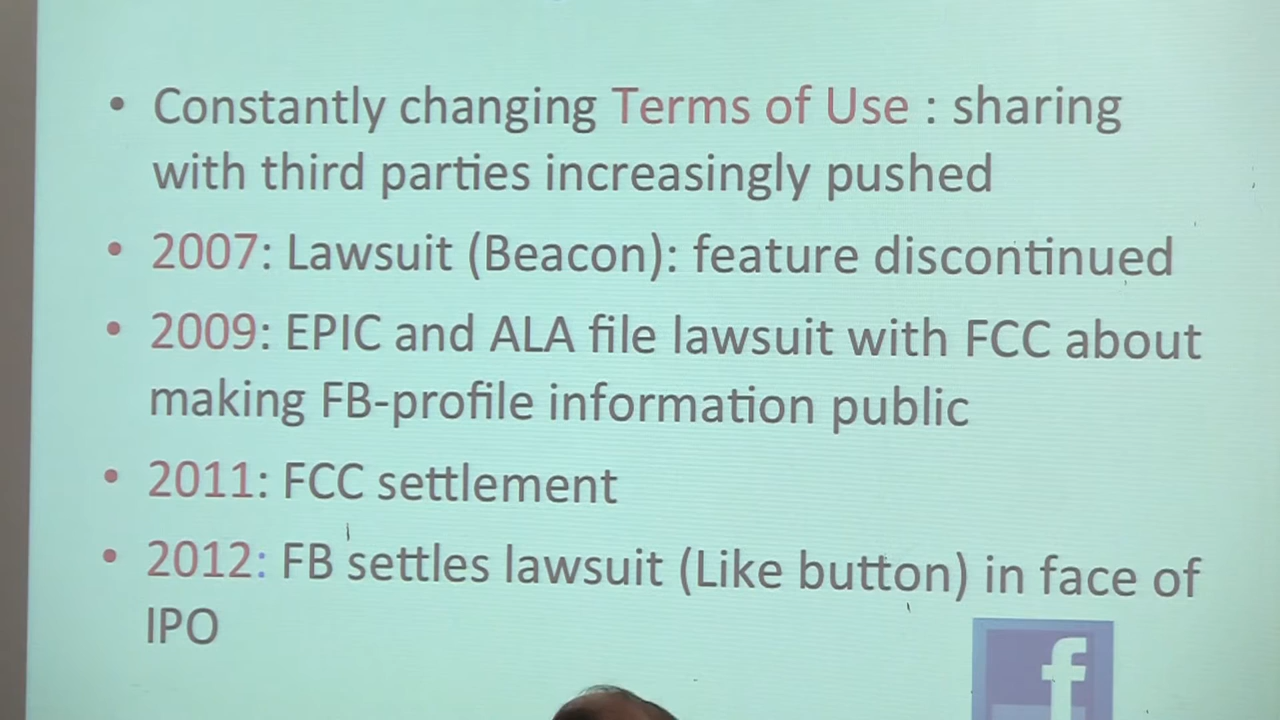 • Constantly changing Terms of Use : sharing
with third parties increasingly pushed
• 2007: Lawsuit (Beacon): feature discontinued
• 2009: EPIC and ALA file lawsuit with FCC about
making FB-profile information public
• 2011: FCC settlement
• 2012: FB settles lawsuit (Like button) in face of
IPO
f